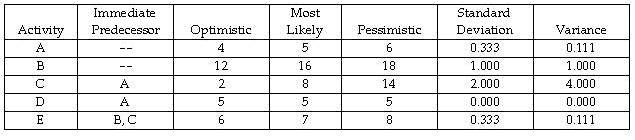 Activity Immediate Predecessor Optimistic Most Likely Pessimistic Standard Deviation Variance
A -- 4 5 6 0.333 0.111
B -- 12 16 18 1.000 1.000
C A 2 8 14 2.000 4.000
D A 5 5 5 0.000 0.000
E B, C 6 7 8 0.333 0.111